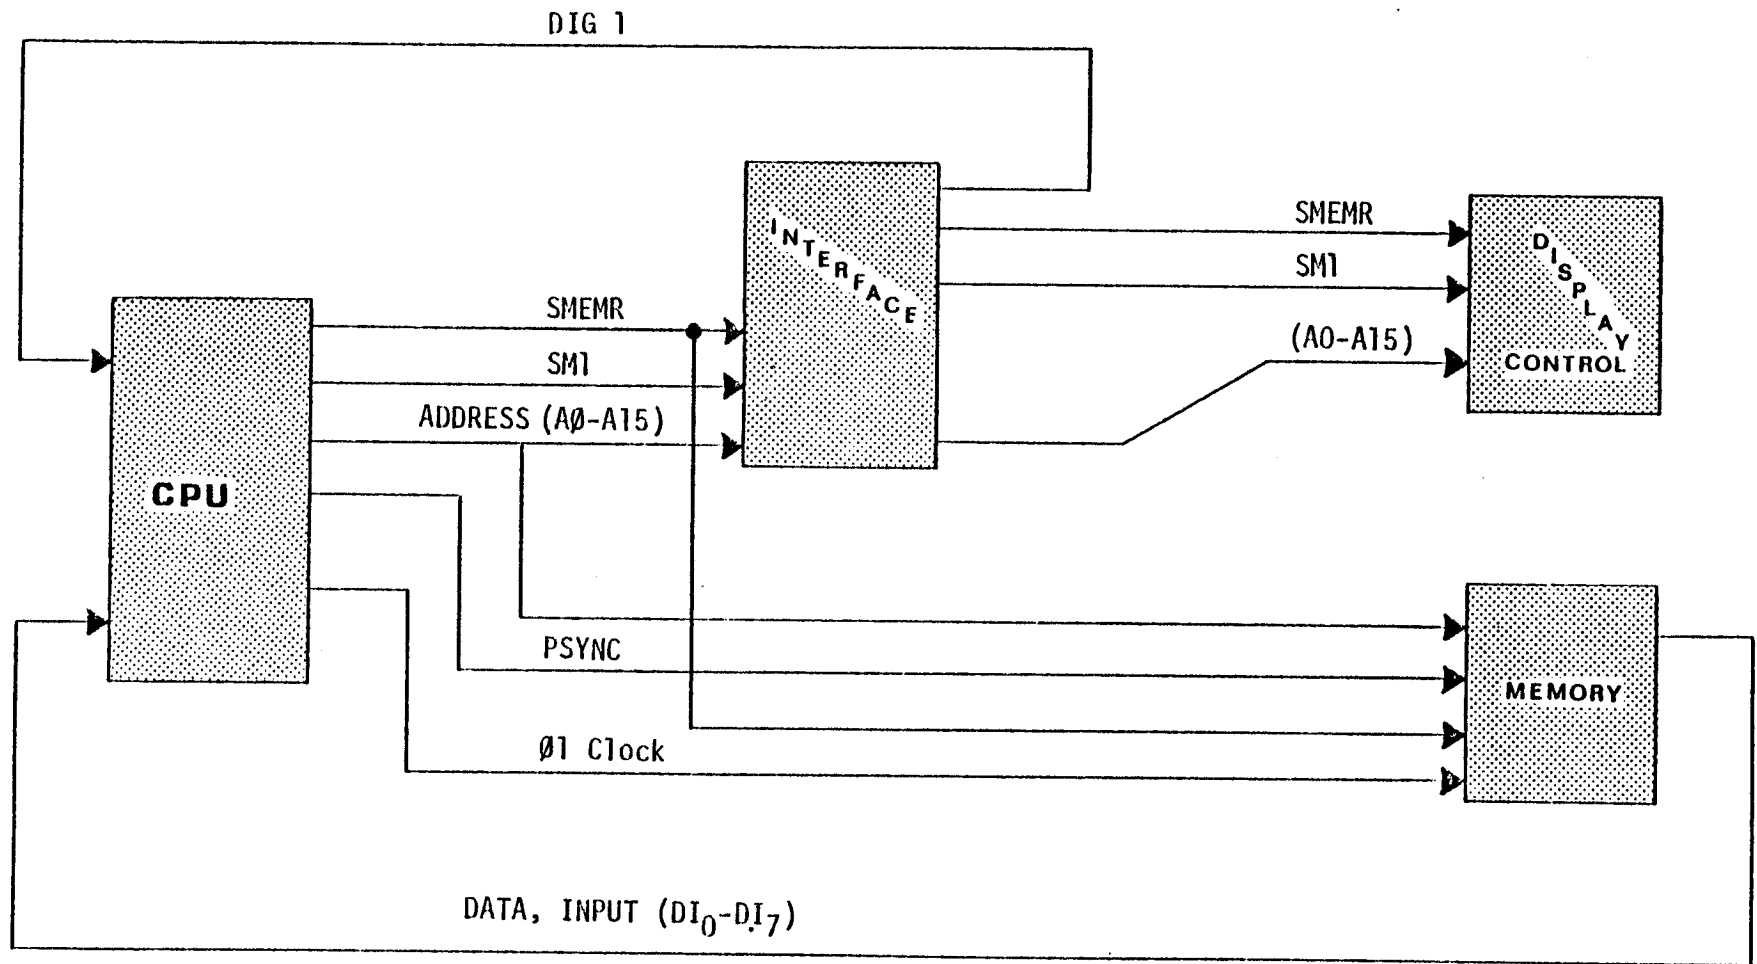 DIG 1
INTERFACE
SMEMR
SM1
(A0-A15)
DISPLAY
CONTROL
SMEMR
SM1
ADDRESS (AØ-A15)
CPU
PSYNC
MEMORY
Ø1 Clock
DATA, INPUT (DI₀-DI₇)